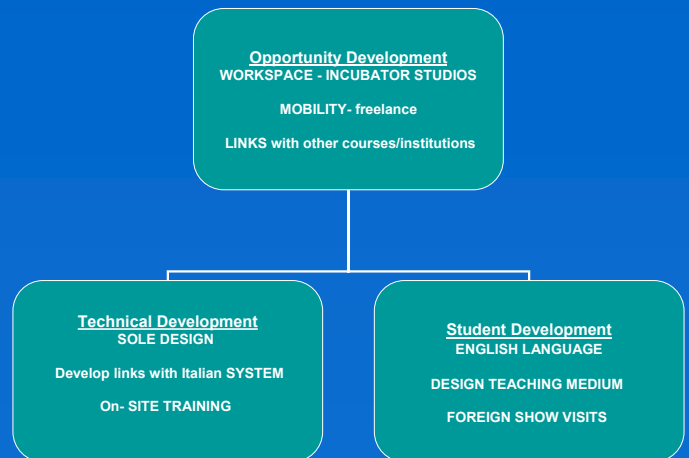 Opportunity Development
WORKSPACE - INCUBATOR STUDIOS
MOBILITY- freelance
LINKS with other courses/institutions
Technical Development
SOLE DESIGN
Develop links with Italian SYSTEM
On- SITE TRAINING
Student Development
ENGLISH LANGUAGE
DESIGN TEACHING MEDIUM
FOREIGN SHOW VISITS